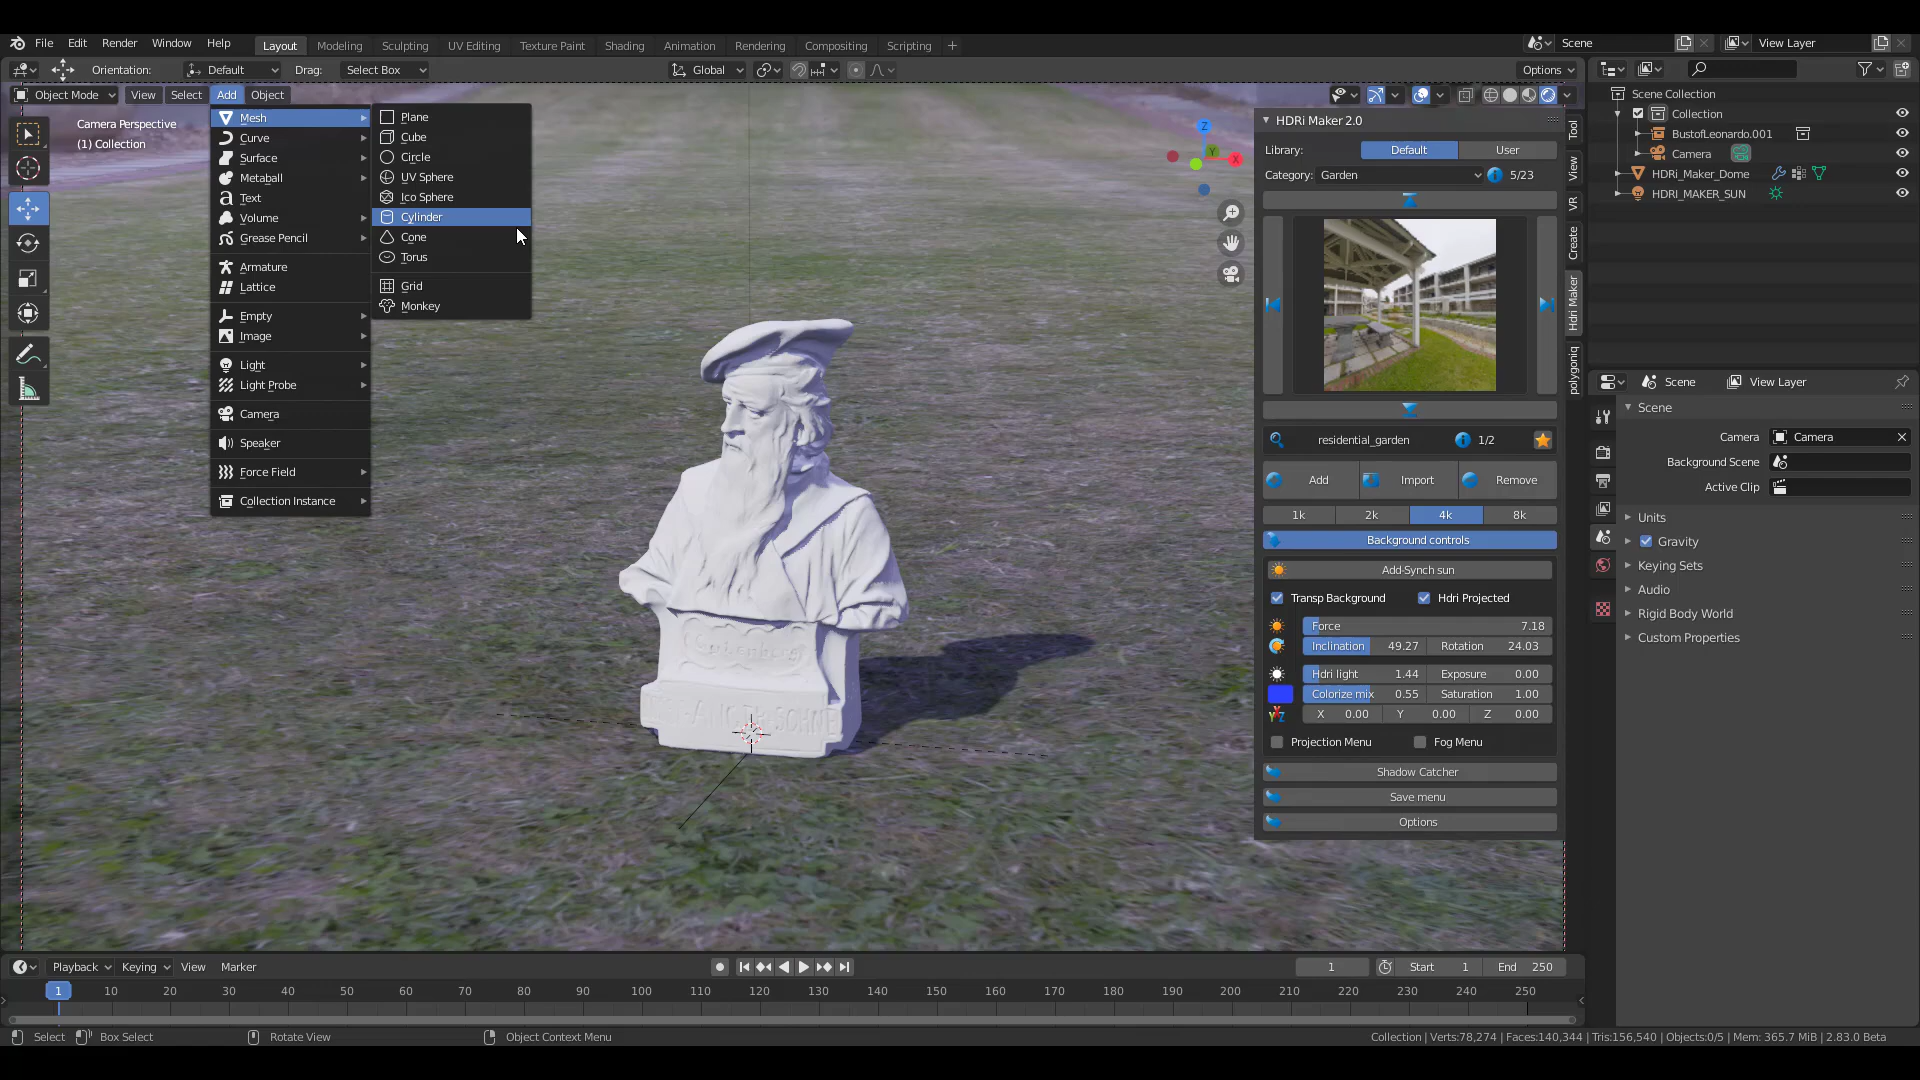 File Edit Render Window Help Layout Modeling Sculpting UV Editing Texture Paint Shading Animation Rendering Compositing Scripting + Scene View Layer
Orientation: Default Drag: Select Box Global Options
Object Mode View Select Add Object
Camera Perspective
(1) Collection
Mesh
Curve
Surface
Metaball
Text
Volume
Grease Pencil
Armature
Lattice
Empty
Image
Light
Light Probe
Camera
Speaker
Force Field
Collection Instance
Plane
Cube
Circle
UV Sphere
Ico Sphere
Cylinder
Cone
Torus
Grid
Monkey
Z
Y
X
HDRi Maker 2.0
Library: Default User
Category: Garden 5/23
residential_garden 1/2
Add Import Remove
1k 2k 4k 8k
Background controls
Add-Synch sun
Transp Background Hdri Projected
Force 7.18
Inclination 49.27 Rotation 24.03
Hdri light 1.44 Exposure 0.00
Colorize mix 0.55 Saturation 1.00
X 0.00 Y 0.00 Z 0.00
Projection Menu Fog Menu
Shadow Catcher
Save menu
Options
Tool
View
VR
Create
Hdri Maker
polygoniq
Scene Collection
Collection
BustofLeonardo.001
Camera
HDRi_Maker_Dome
HDRI_MAKER_SUN
Scene View Layer
Scene
Camera Camera
Background Scene
Active Clip
Units
Gravity
Keying Sets
Audio
Rigid Body World
Custom Properties
Gutenberg
Playback Keying View Marker 1 Start 1 End 250
1 10 20 30 40 50 60 70 80 90 100 110 120 130 140 150 160 170 180 190 200 210 220 230 240 250
Select Box Select Rotate View Object Context Menu Collection | Verts:78,274 | Faces:140,344 | Tris:156,540 | Objects:0/5 | Mem: 365.7 MiB | 2.83.0 Beta